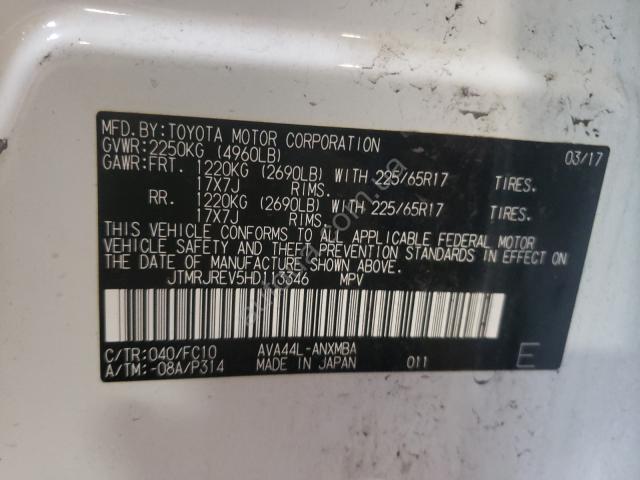 MFD.BY:TOYOTA MOTOR CORPORATION 03/17
GVWR:2250KG (4960LB)
GAWR:FRT. 1220KG (2690LB) WITH 225/65R17 TIRES.
17X7J RIMS.
RR. 1220KG (2690LB) WITH 225/65R17 TIRES.
17X7J RIMS.
THIS VEHICLE CONFORMS TO ALL APPLICABLE FEDERAL MOTOR
VEHICLE SAFETY AND THEFT PREVENTION STANDARDS IN EFFECT ON
THE DATE OF MANUFACTURE SHOWN ABOVE.
JTMRJREV5HD113346 MPV
C/TR:040/FC10 AVA44L-ANXMBA
A/TM:-08A/P314 MADE IN JAPAN 011 E